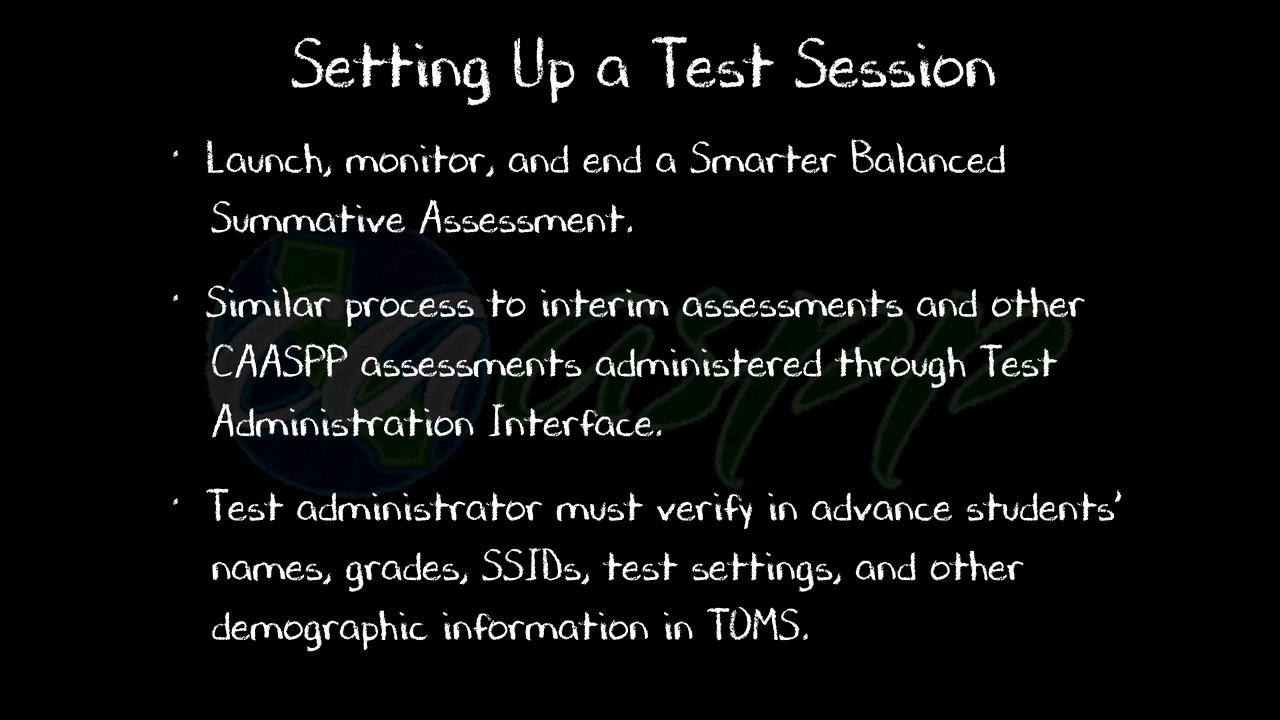 Setting Up a Test Session
· Launch, monitor, and end a Smarter Balanced
Summative Assessment.
· Similar process to interim assessments and other
CAASPP assessments administered through Test
Administration Interface.
· Test administrator must verify in advance students'
names, grades, SSIDs, test settings, and other
demographic information in TOMS.
caaspp